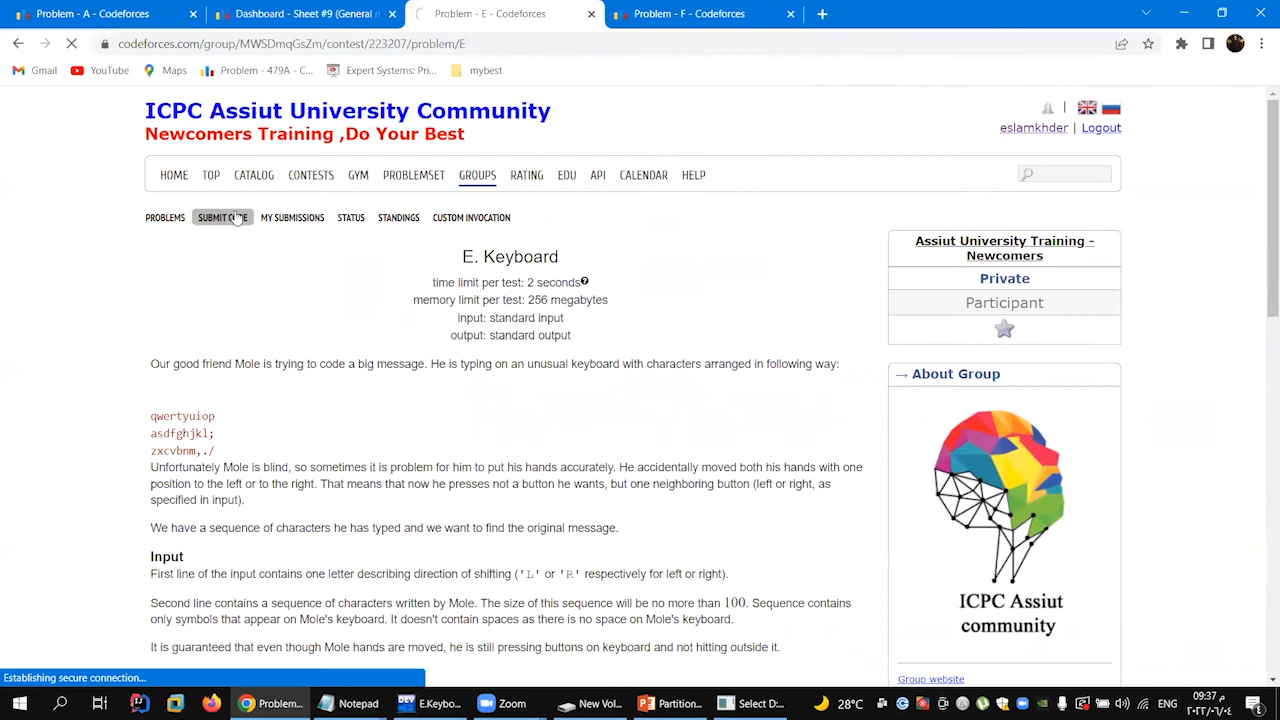 Problem - A - Codeforces
Dashboard - Sheet #9 (General n
Problem - E - Codeforces
Problem - F - Codeforces
codeforces.com/group/MWSDmqGsZm/contest/223207/problem/E
Gmail
YouTube
Maps
Problem - 479A - C...
Expert Systems: Pri...
mybest
ICPC Assiut University Community
Newcomers Training ,Do Your Best
eslamkhder | Logout
HOME TOP CATALOG CONTESTS GYM PROBLEMSET GROUPS RATING EDU API CALENDAR HELP
PROBLEMS SUBMIT CODE MY SUBMISSIONS STATUS STANDINGS CUSTOM INVOCATION
E. Keyboard
time limit per test: 2 seconds
memory limit per test: 256 megabytes
input: standard input
output: standard output
Our good friend Mole is trying to code a big message. He is typing on an unusual keyboard with characters arranged in following way:
qwertyuiop
asdfghjkl;
zxcvbnm,./
Unfortunately Mole is blind, so sometimes it is problem for him to put his hands accurately. He accidentally moved both his hands with one
position to the left or to the right. That means that now he presses not a button he wants, but one neighboring button (left or right, as
specified in input).
We have a sequence of characters he has typed and we want to find the original message.
Input
First line of the input contains one letter describing direction of shifting ('L' or 'R' respectively for left or right).
Second line contains a sequence of characters written by Mole. The size of this sequence will be no more than 100. Sequence contains
only symbols that appear on Mole's keyboard. It doesn't contain spaces as there is no space on Mole's keyboard.
It is guaranteed that even though Mole hands are moved, he is still pressing buttons on keyboard and not hitting outside it.
Assiut University Training -
Newcomers
Private
Participant
→ About Group
ICPC Assiut
community
Group website
Establishing secure connection...
Problem...
Notepad
E.Keybo...
Zoom
New Vol...
Partition...
Select D...
28°C
ENG
09:37 م
٢٠٢٢/٠٦/٠٤